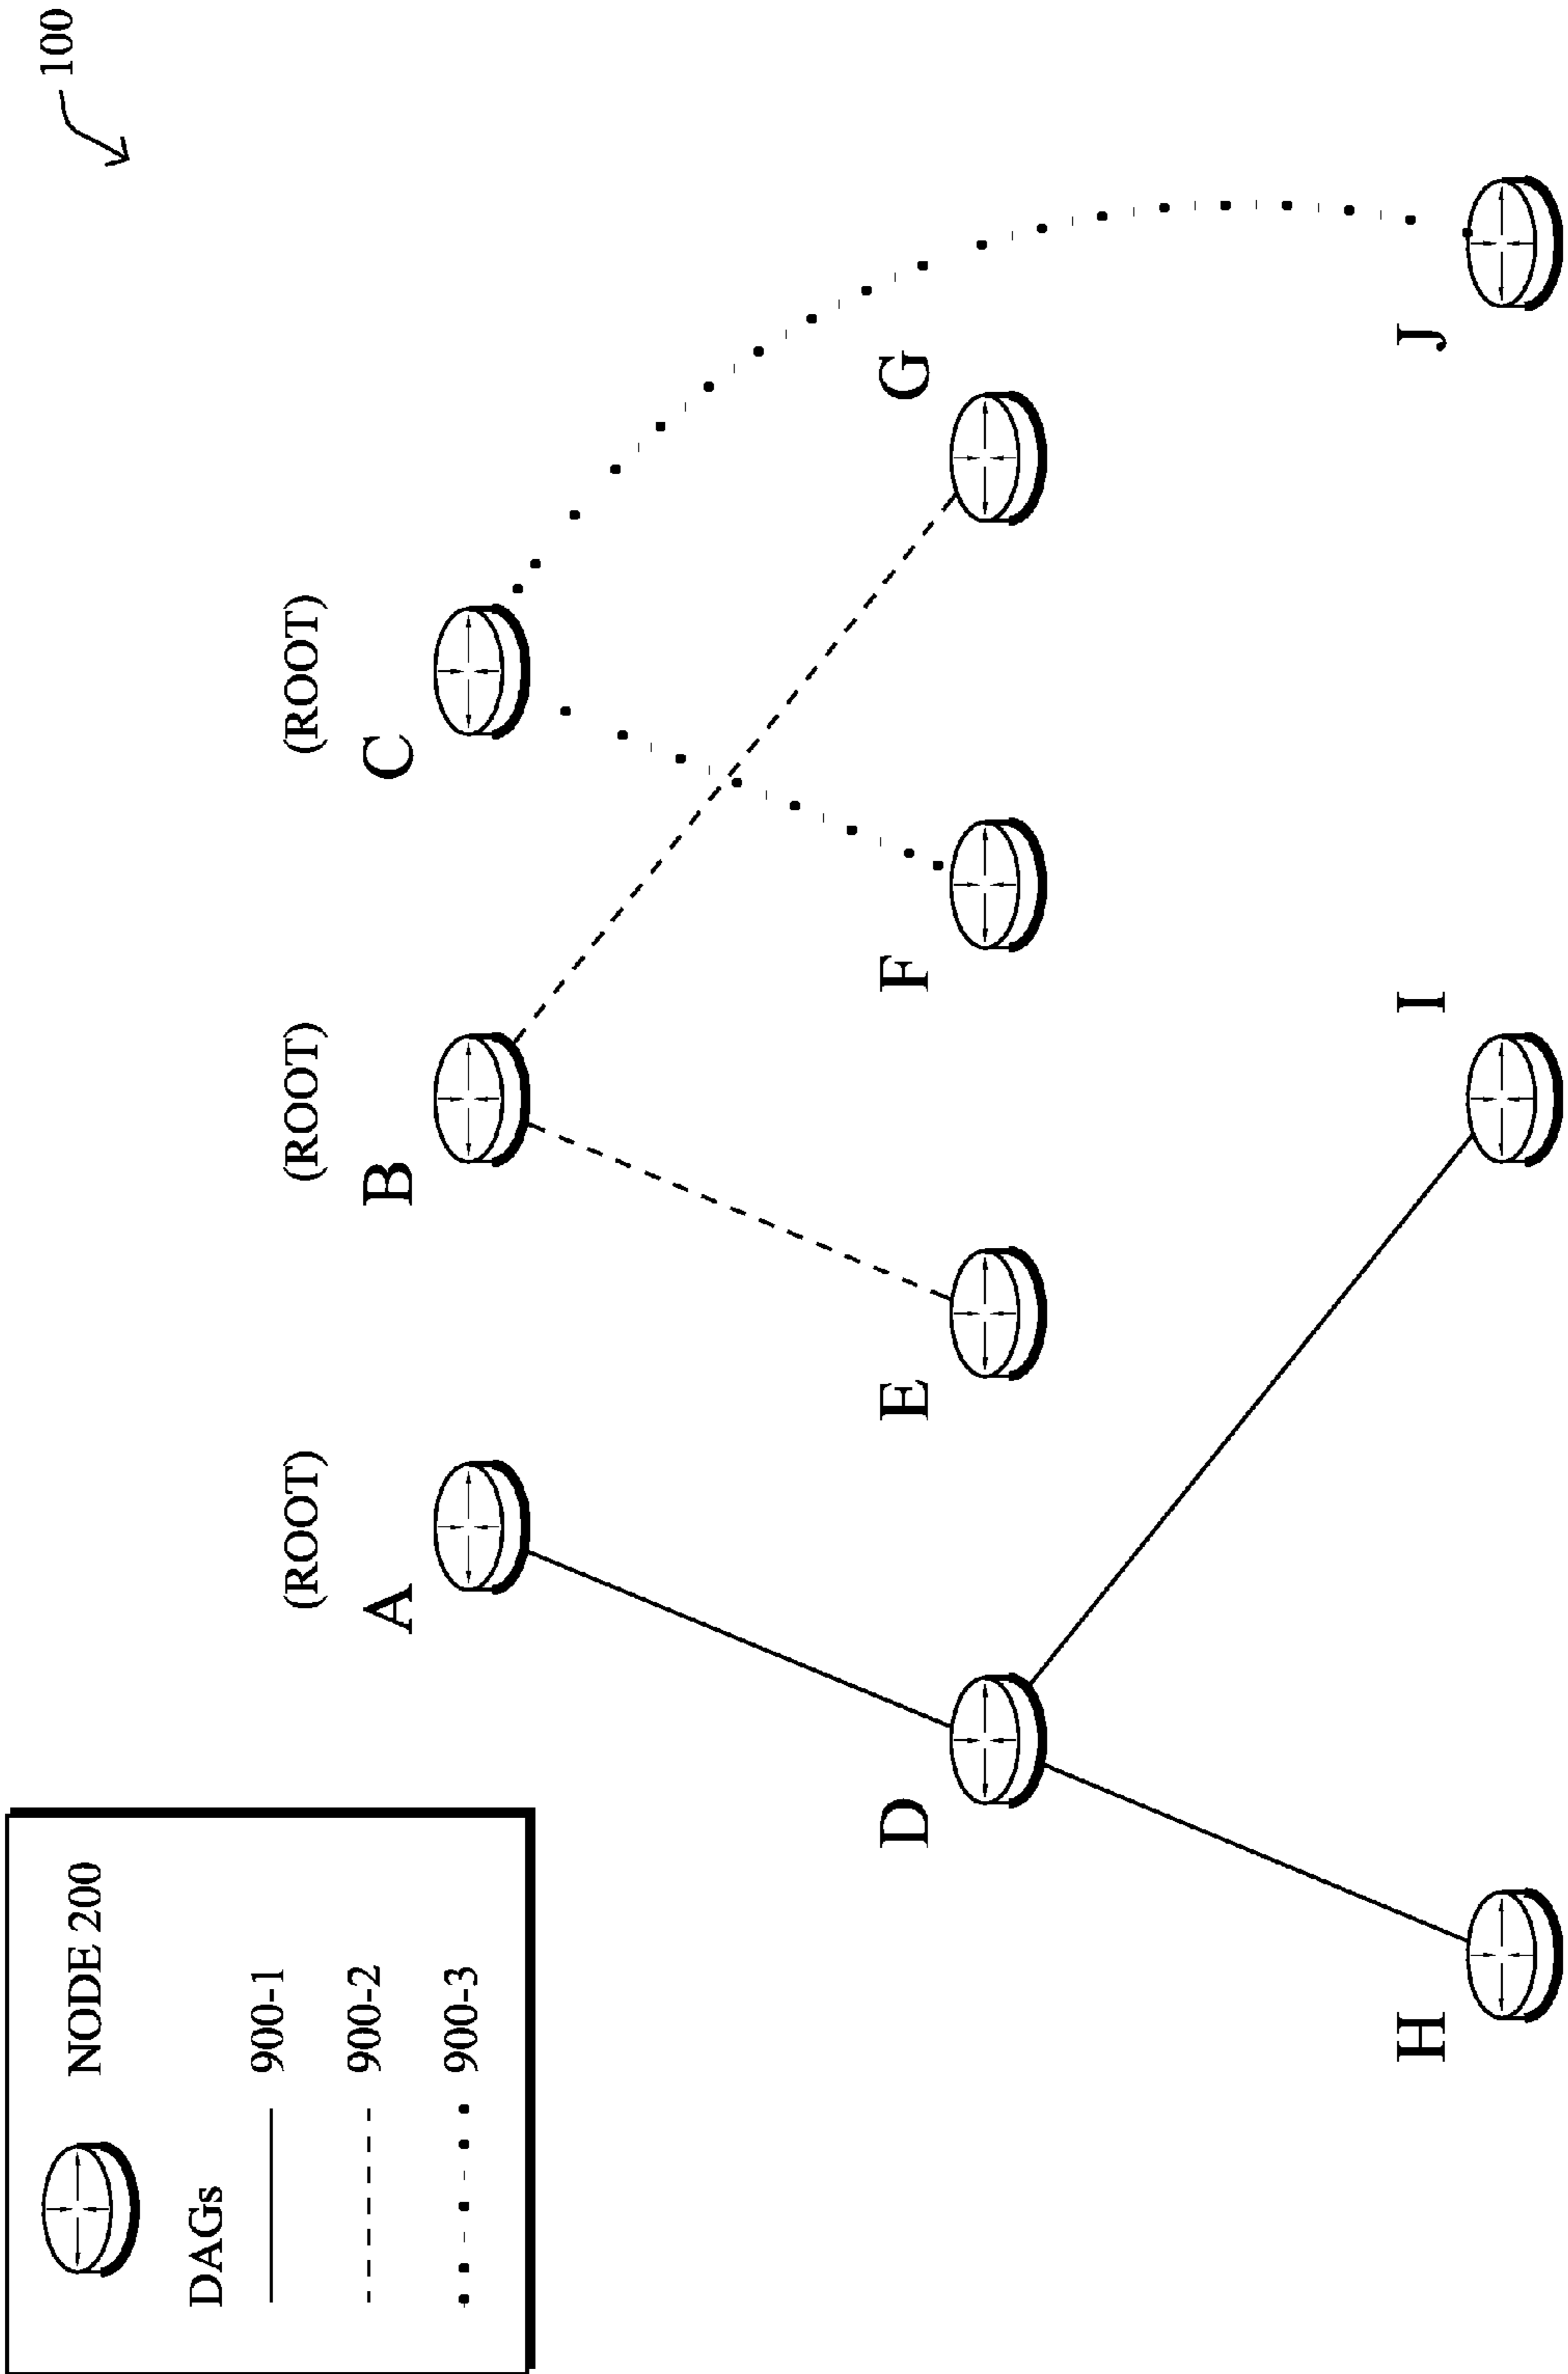 100
NODE 200
DAGs
900-1
900-2
900-3
(ROOT)
(ROOT)
(ROOT)
A
B
C
D
E
F
G
H
I
J